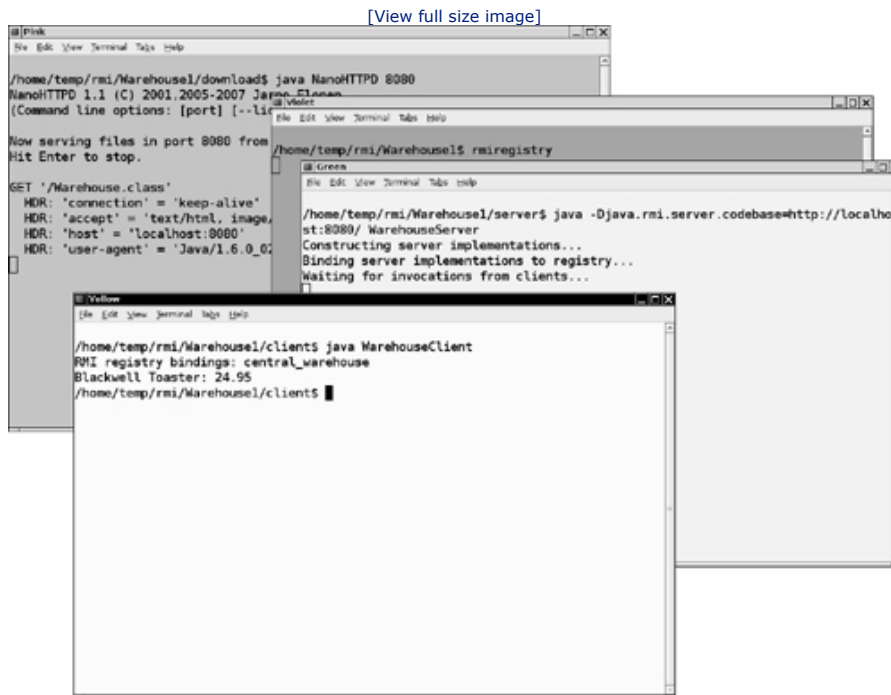 [View full size image]
Pink
File Edit View Terminal Tabs Help
/home/temp/rmi/Warehouse1/download$ java NanoHTTPD 8080
NanoHTTPD 1.1 (C) 2001,2005-2007 Jarno Elonen
(Command line options: [port] [--lic
Now serving files in port 8080 from
Hit Enter to stop.
GET '/Warehouse.class'
HDR: 'connection' = 'keep-alive'
HDR: 'accept' = 'text/html, image/
HDR: 'host' = 'localhost:8080'
HDR: 'user-agent' = 'Java/1.6.0_02
Violet
File Edit View Terminal Tabs Help
/home/temp/rmi/Warehouse1$ rmiregistry
Green
File Edit View Terminal Tabs Help
/home/temp/rmi/Warehouse1/server$ java -Djava.rmi.server.codebase=http://localho
st:8080/ WarehouseServer
Constructing server implementations...
Binding server implementations to registry...
Waiting for invocations from clients...
Yellow
File Edit View Terminal Tabs Help
/home/temp/rmi/Warehouse1/client$ java WarehouseClient
RMI registry bindings: central_warehouse
Blackwell Toaster: 24.95
/home/temp/rmi/Warehouse1/client$